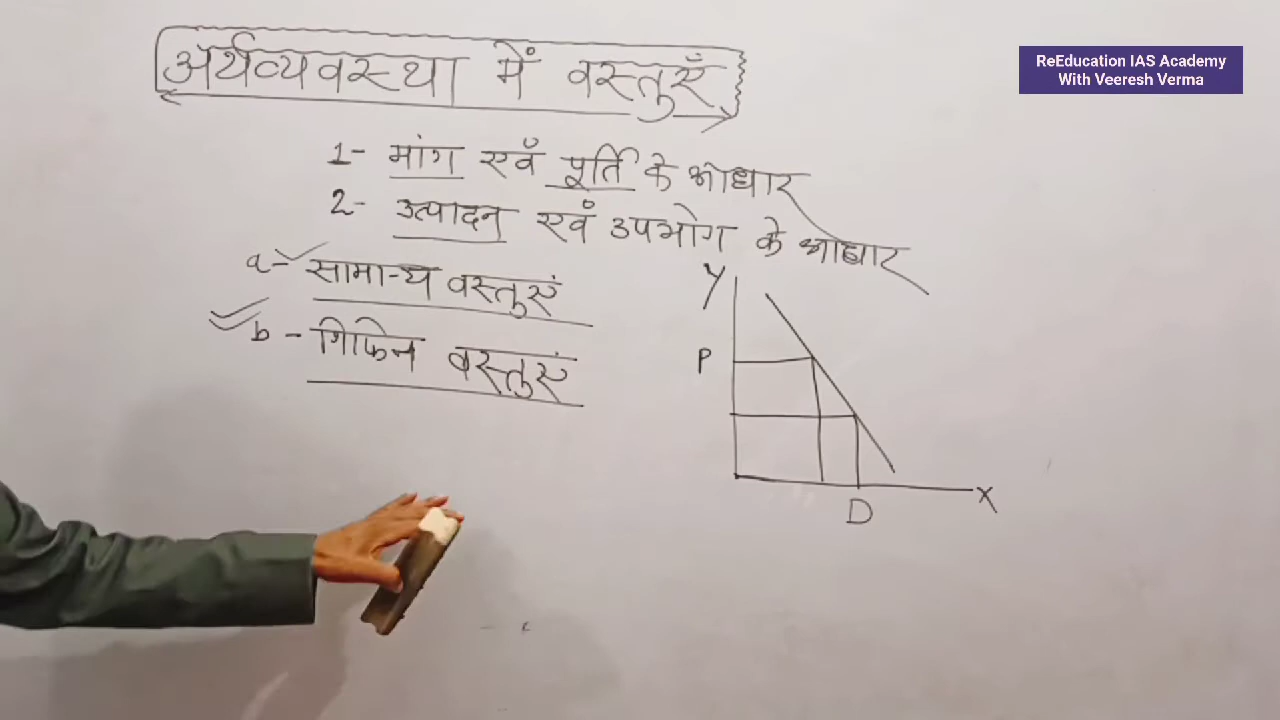 अर्थव्यवस्था में वस्तुएँ
ReEducation IAS Academy
With Veeresh Verma
1- मांग एवं पूर्ति के आधार
2- उत्पादन एवं उपभोग के आधार
a- सामान्य वस्तुएं
b - गिफिन वस्तुएं
Y
P
X
D